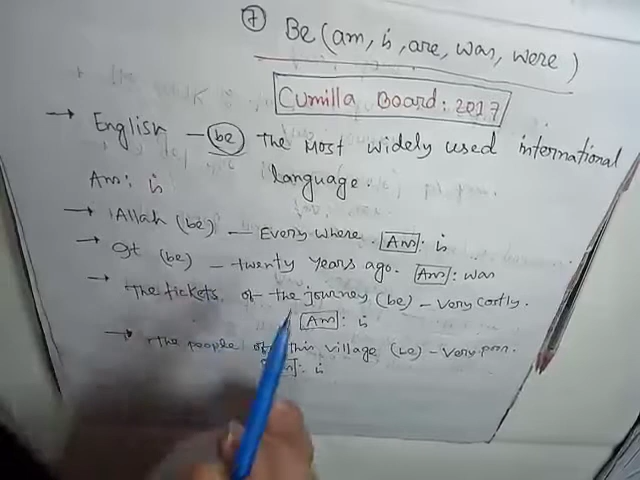 7 Be (am, is, are, was, were)
Cumilla Board: 2017
→ English – (be) The Most widely used international
language.
Ans: is
→ Allah (be) – Every where. Ans: is
→ It (be) – twenty years ago. Ans: was
→ The tickets of the journey (be) – very costly.
Ans: is
→ The people of this village (be) – very poor.
Ans: is